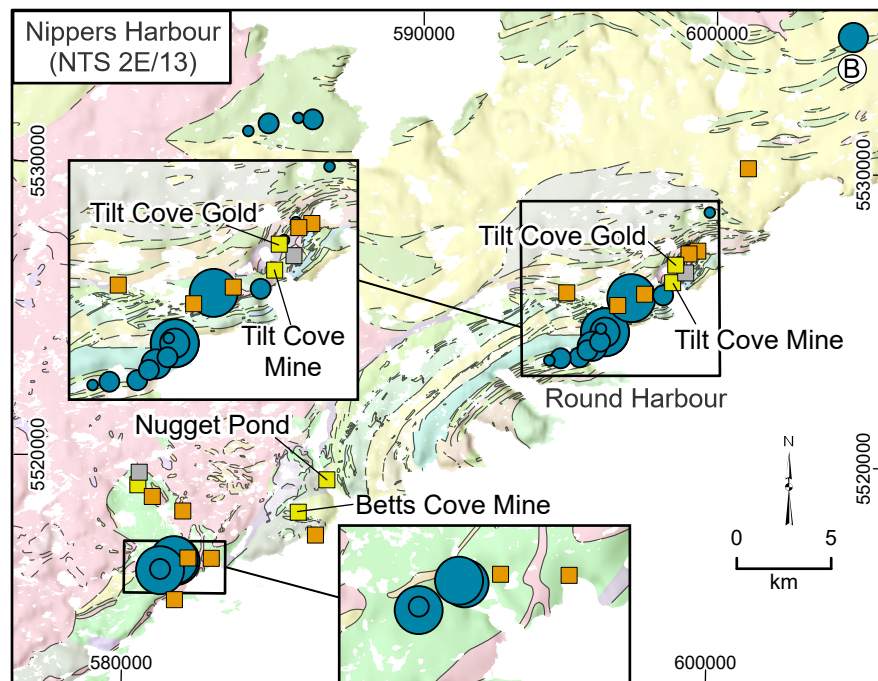 Nippers Harbour
(NTS 2E/13)
590000
600000
B
5530000
5530000
Tilt Cove Gold
Tilt Cove
Mine
Tilt Cove Gold
Tilt Cove Mine
Round Harbour
Nugget Pond
Betts Cove Mine
5520000
5520000
N
0
5
km
580000
600000